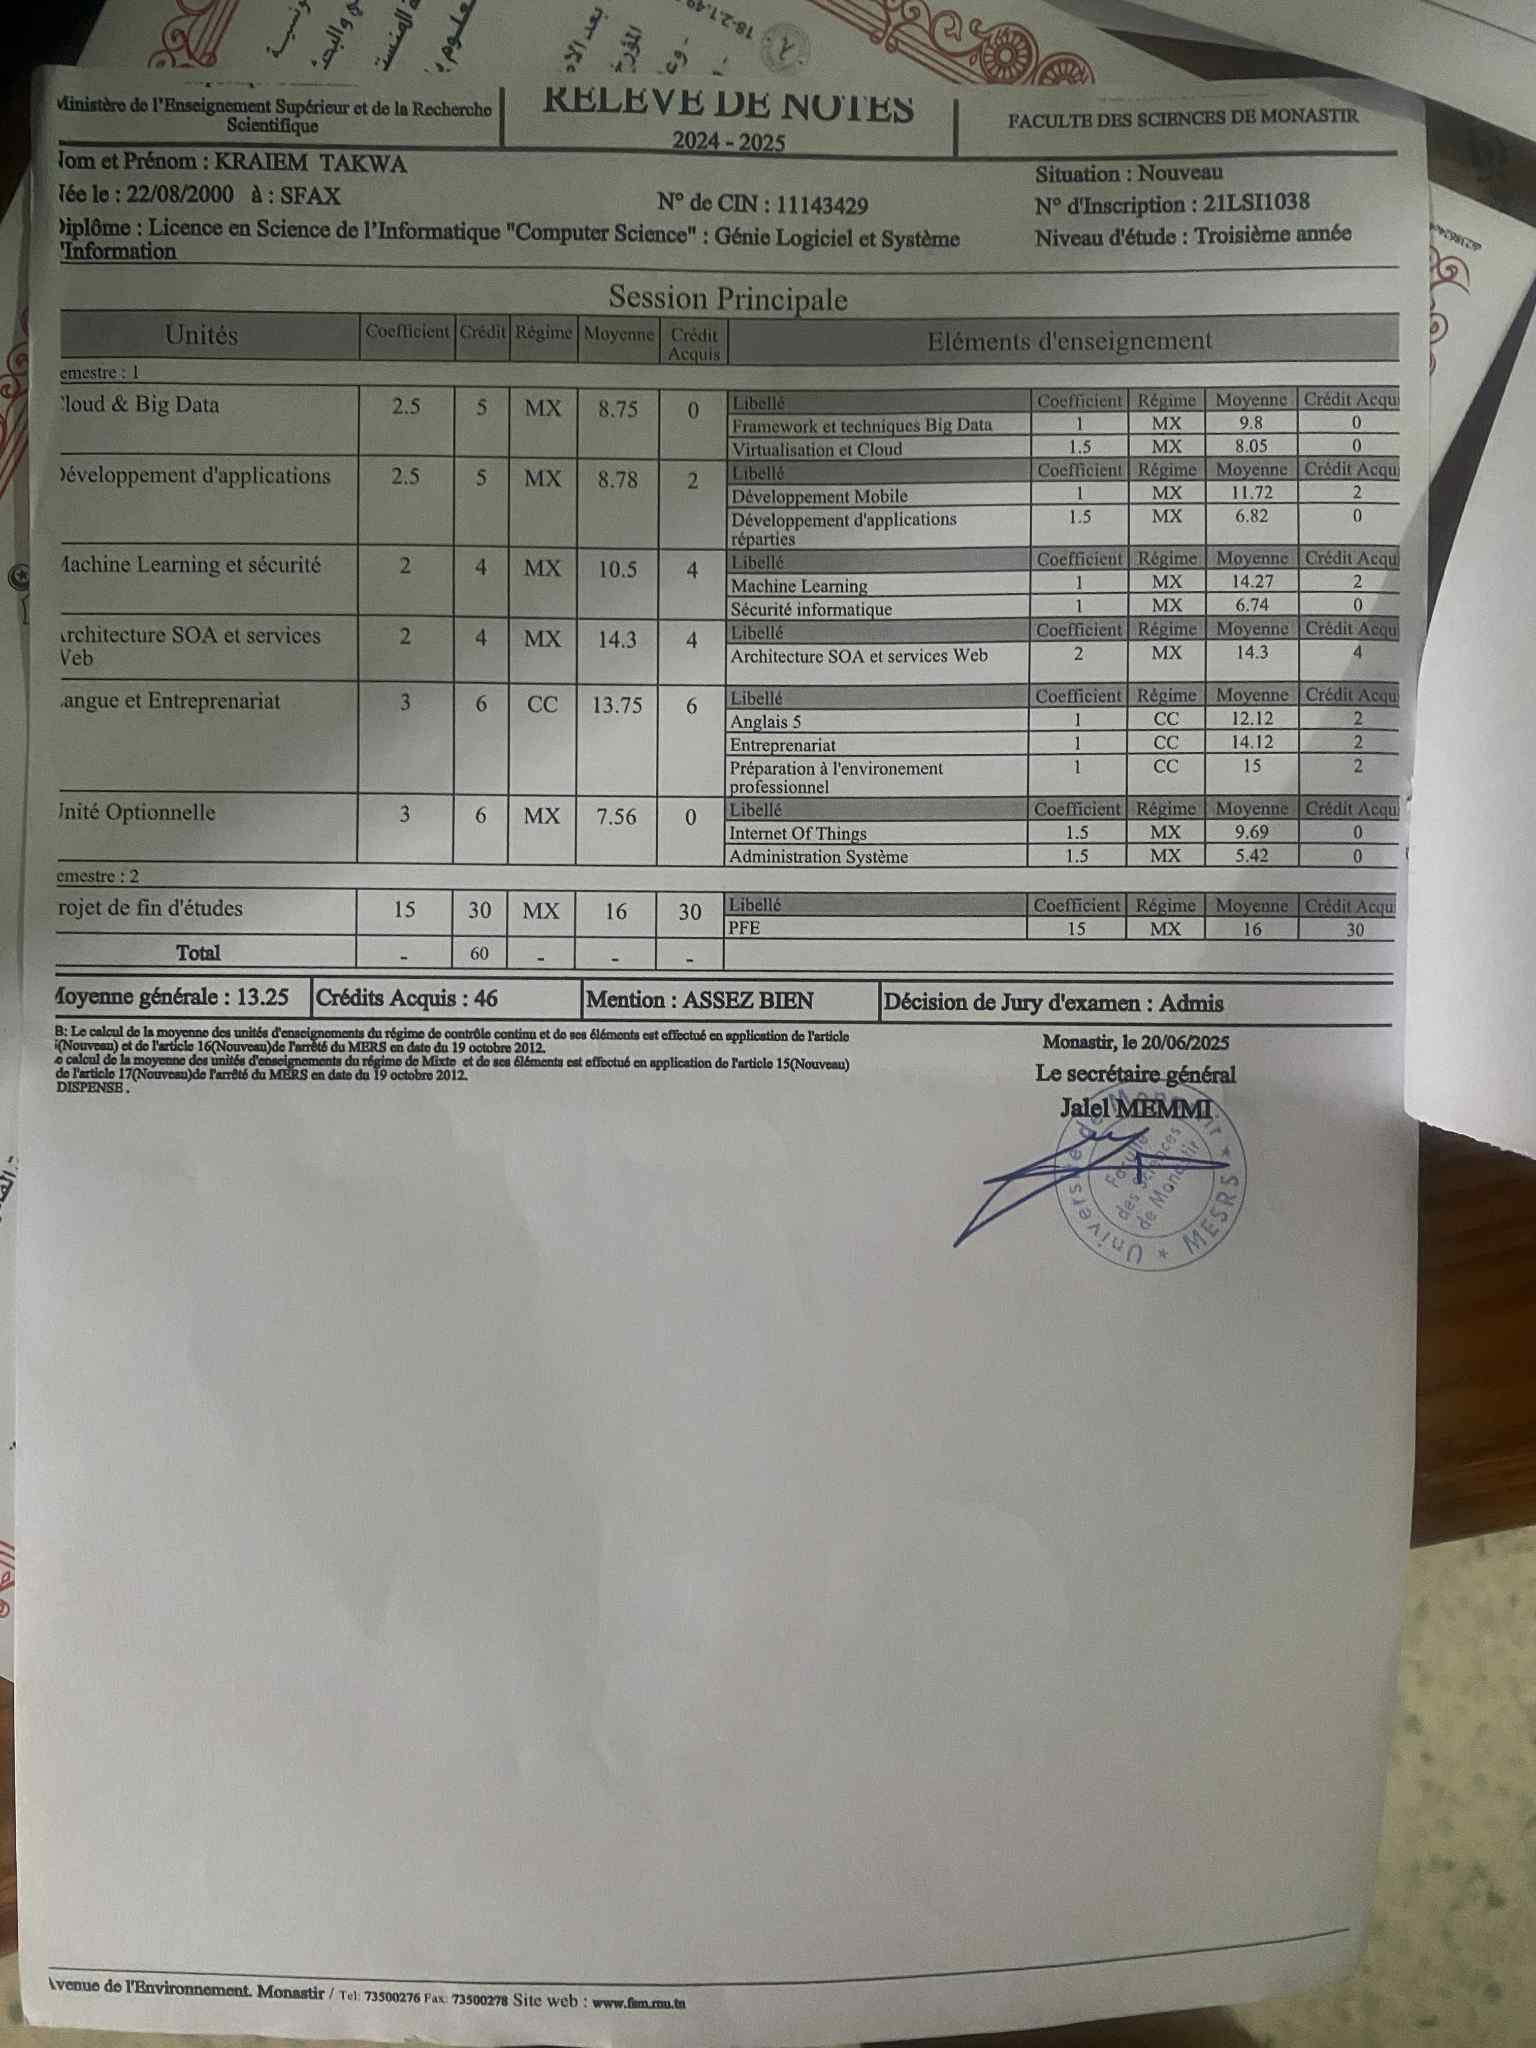 Ministère de l'Enseignement Supérieur et de la Recherche
Scientifique
RELEVE DE NOTES
2024 - 2025
FACULTE DES SCIENCES DE MONASTIR
Nom et Prénom : KRAIEM TAKWA
Située : Nouveau
Née le : 22/08/2000 à : SFAX
N° de CIN : 11143429
N° d'Inscription : 21LSI1038
Diplôme : Licence en Science de l'Informatique "Computer Science" : Génie Logiciel et Système
'Information
Niveau d'étude : Troisième année
Session Principale
Unités Coefficient Crédit Régime Moyenne Crédit Acquis Eléments d'enseignement
emestre : 1
Cloud & Big Data 2.5 5 MX 8.75 0 Libellé Coefficient Régime Moyenne Crédit Acqu
Framework et techniques Big Data 1 MX 9.8 0
Virtualisation et Cloud 1.5 MX 8.05 0
Développement d'applications 2.5 5 MX 8.78 2 Libellé Coefficient Régime Moyenne Crédit Acqu
Développement Mobile 1 MX 11.72 2
Développement d'applications 1.5 MX 6.82 0
réparties
Machine Learning et sécurité 2 4 MX 10.5 4 Libellé Coefficient Régime Moyenne Crédit Acqu
Machine Learning 1 MX 14.27 2
Sécurité informatique 1 MX 6.74 0
Architecture SOA et services 2 4 MX 14.3 4 Libellé Coefficient Régime Moyenne Crédit Acqu
Web Architecture SOA et services Web 2 MX 14.3 4
Langue et Entreprenariat 3 6 CC 13.75 6 Libellé Coefficient Régime Moyenne Crédit Acqu
Anglais 5 1 CC 12.12 2
Entreprenariat 1 CC 14.12 2
Préparation à l'environement 1 CC 15 2
professionnel
Unité Optionnelle 3 6 MX 7.56 0 Libellé Coefficient Régime Moyenne Crédit Acqu
Internet Of Things 1.5 MX 9.69 0
Administration Système 1.5 MX 5.42 0
emestre : 2
rojet de fin d'études 15 30 MX 16 30 Libellé Coefficient Régime Moyenne Crédit Acqu
PFE 15 MX 16 30
Total - 60 - - -
Moyenne générale : 13.25 Crédits Acquis : 46 Mention : ASSEZ BIEN Décision de Jury d'examen : Admis
B: Le calcul de la moyenne des unités d'enseignements du régime de contrôle continu et de ses éléments est effectué en application de l'article
(Nouveau) et de l'article 16(Nouveau)de l'arrêté du MERS en date du 19 octobre 2012.
e calcul de la moyenne des unités d'enseignements du régime de Mixte et de ses éléments est effectué en application de l'article 15(Nouveau)
de l'article 17(Nouveau)de l'arrêté du MERS en date du 19 octobre 2012.
DISPENSE .
Monastir, le 20/06/2025
Le secrétaire général
Jalel MEMMI
Université de Monastir * MESRS *
Faculté
des Sciences
de Monastir
Avenue de l'Environnement. Monastir / Tel: 73500276 Fax: 73500278 Site web : www.fsm.rnu.tn